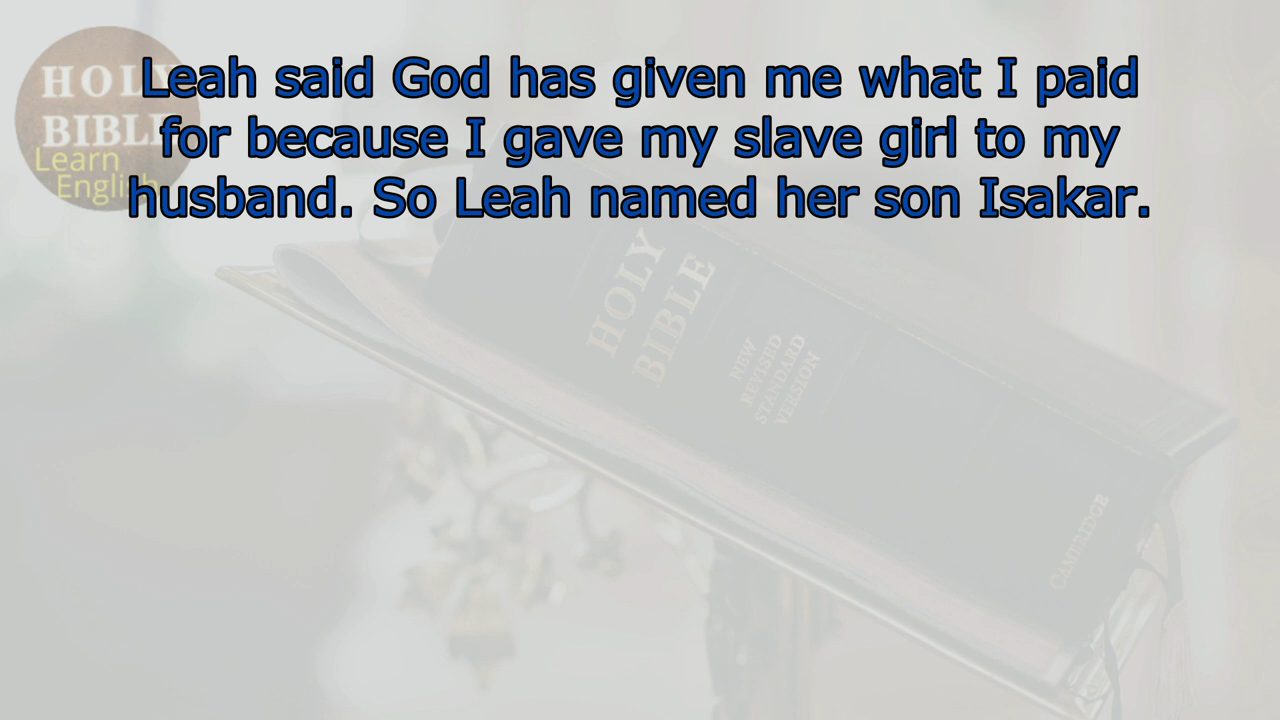 Leah said God has given me what I paid
for because I gave my slave girl to my
husband. So Leah named her son Isakar.
HOLY
BIBLE
Learn
English
HOLY
BIBLE
NEW
REVISED
STANDARD
VERSION
CAMBRIDGE